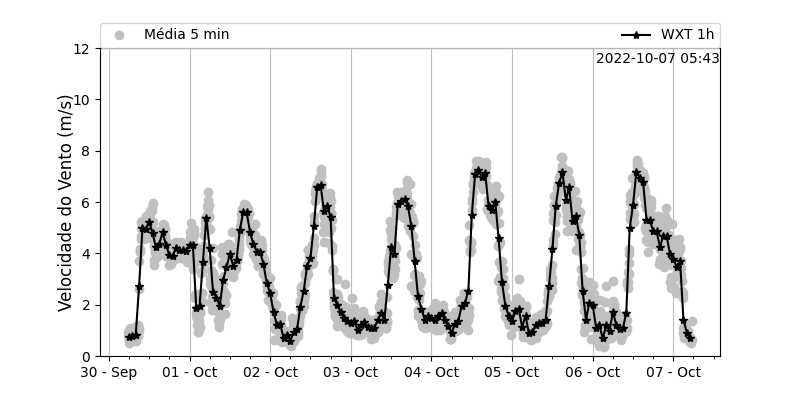 Média 5 min
WXT 1h
2022-10-07 05:43
Velocidade do Vento (m/s)
12
10
8
6
4
2
0
30 - Sep
01 - Oct
02 - Oct
03 - Oct
04 - Oct
05 - Oct
06 - Oct
07 - Oct